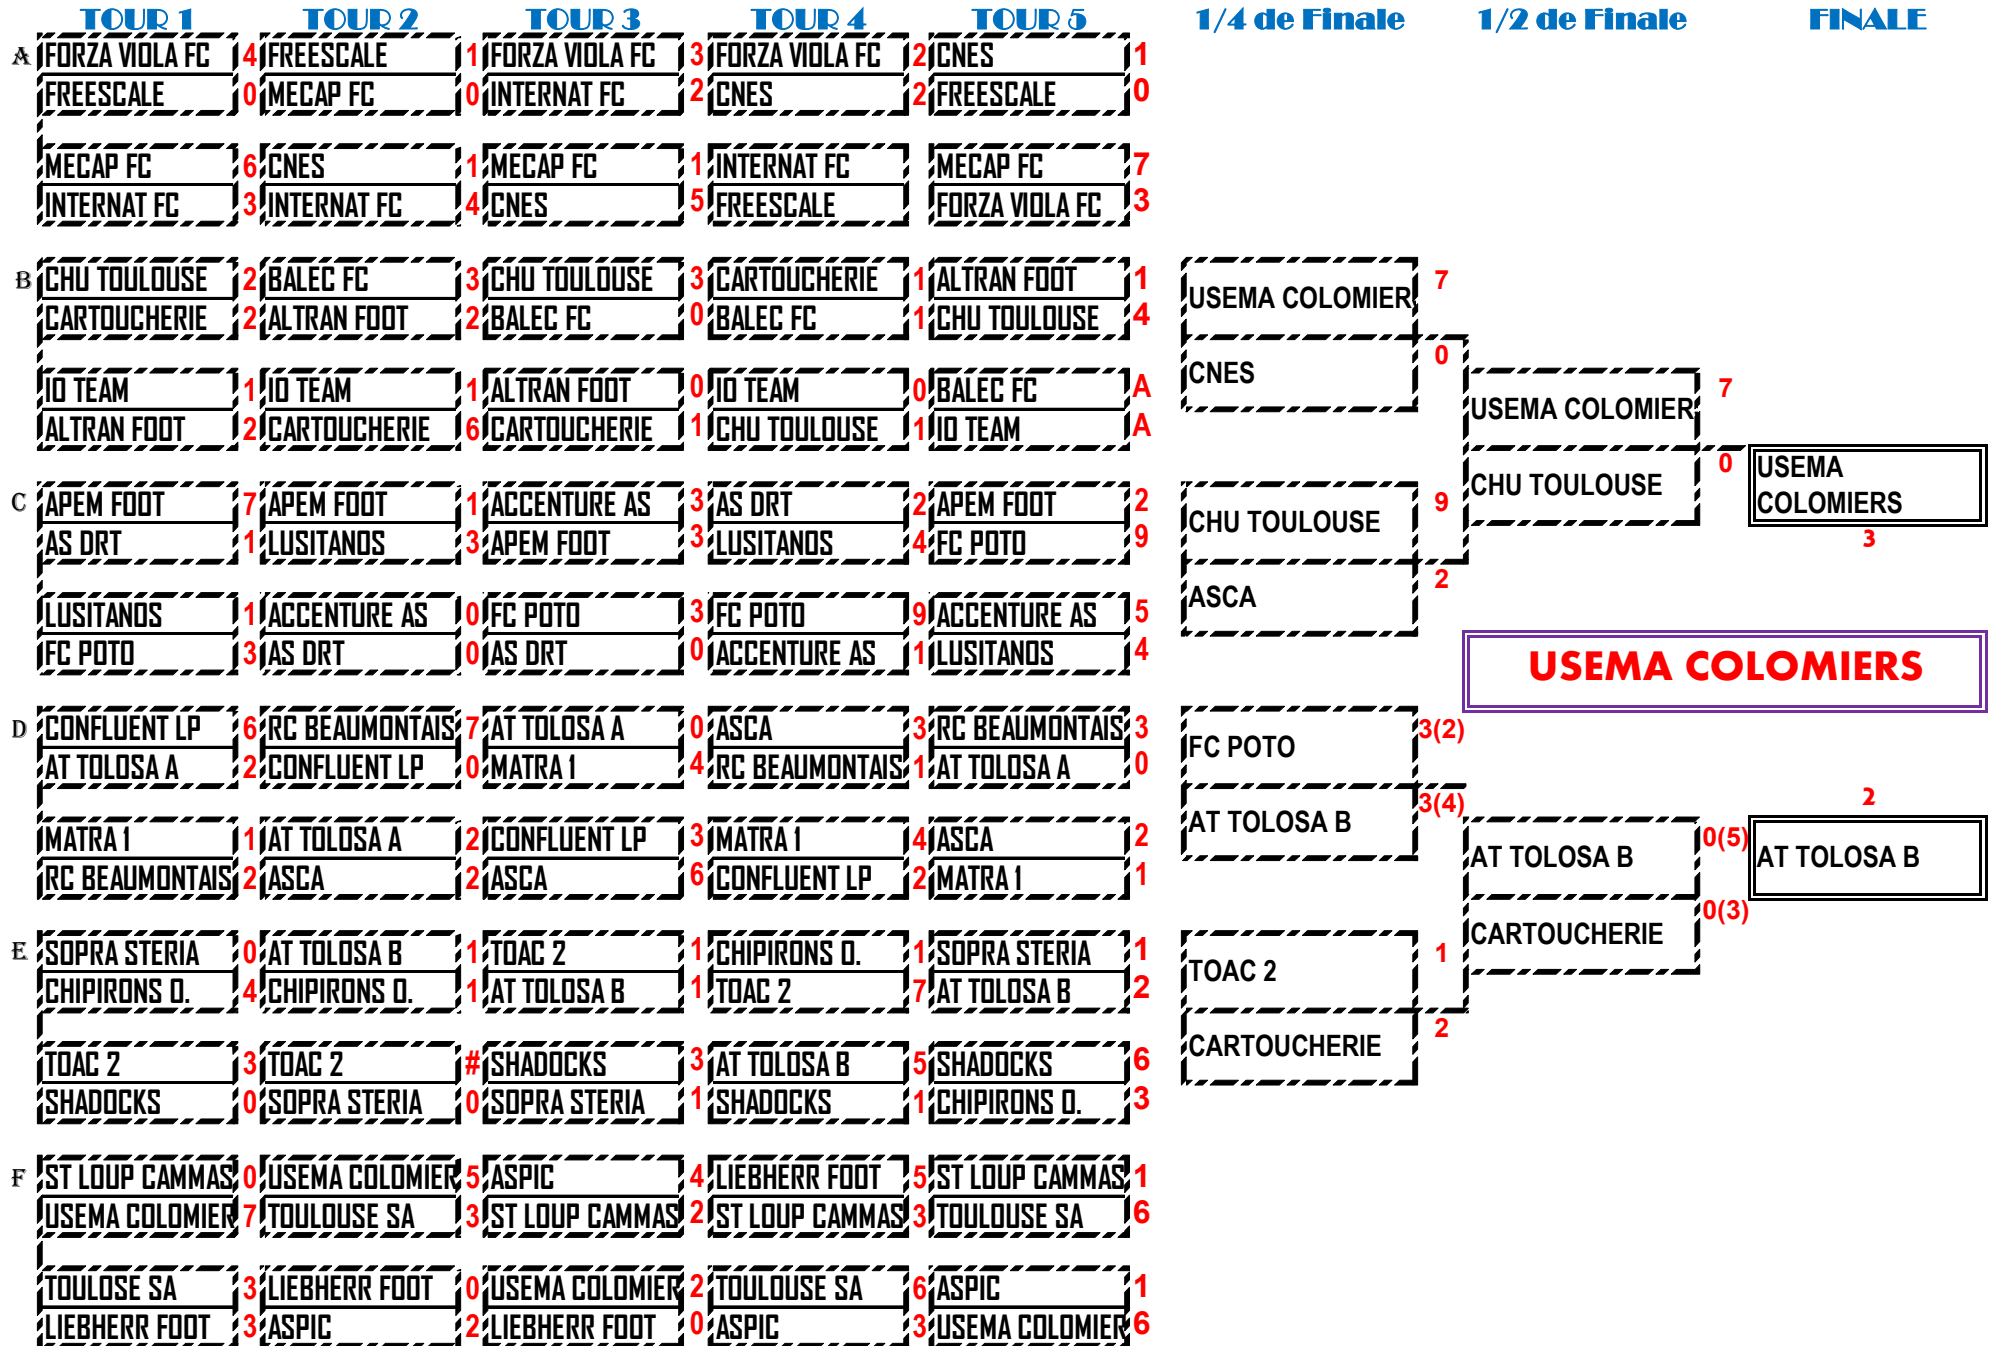 TOUR 1 TOUR 2 TOUR 3 TOUR 4 TOUR 5 1/4 de Finale 1/2 de Finale FINALE
A FORZA VIOLA FC 4 FREESCALE 1 FORZA VIOLA FC 3 FORZA VIOLA FC 2 CNES 1
FREESCALE 0 MECAP FC 0 INTERNAT FC 2 CNES 2 FREESCALE 0
MECAP FC 6 CNES 1 MECAP FC 1 INTERNAT FC MECAP FC 7
INTERNAT FC 3 INTERNAT FC 4 CNES 5 FREESCALE FORZA VIOLA FC 3
B CHU TOULOUSE 2 BALEC FC 3 CHU TOULOUSE 3 CARTOUCHERIE 1 ALTRAN FOOT 1
USEMA COLOMIER 7
CARTOUCHERIE 2 ALTRAN FOOT 2 BALEC FC 0 BALEC FC 1 CHU TOULOUSE 4
CNES 0
IO TEAM 1 IO TEAM 1 ALTRAN FOOT 0 IO TEAM 0 BALEC FC A
USEMA COLOMIER 7
ALTRAN FOOT 2 CARTOUCHERIE 6 CARTOUCHERIE 1 CHU TOULOUSE 1 IO TEAM A
CHU TOULOUSE 0
USEMA
COLOMIERS
3
C APEM FOOT 7 APEM FOOT 1 ACCENTURE AS 3 AS DRT 2 APEM FOOT 2
CHU TOULOUSE 9
AS DRT 1 LUSITANOS 3 APEM FOOT 3 LUSITANOS 4 FC POTO 9
ASCA 2
LUSITANOS 1 ACCENTURE AS 0 FC POTO 3 FC POTO 9 ACCENTURE AS 5
FC POTO 3 AS DRT 0 AS DRT 0 ACCENTURE AS 1 LUSITANOS 4
USEMA COLOMIERS
D CONFLUENT LP 6 RC BEAUMONTAIS 7 AT TOLOSA A 0 ASCA 3 RC BEAUMONTAIS 3
FC POTO 3(2)
AT TOLOSA A 2 CONFLUENT LP 0 MATRA 1 4 RC BEAUMONTAIS 1 AT TOLOSA A 0
AT TOLOSA B 3(4)
2
MATRA 1 1 AT TOLOSA A 2 CONFLUENT LP 3 MATRA 1 4 ASCA 2
AT TOLOSA B 0(5) AT TOLOSA B
RC BEAUMONTAIS 2 ASCA 2 ASCA 6 CONFLUENT LP 2 MATRA 1 1
CARTOUCHERIE 0(3)
E SOPRA STERIA 0 AT TOLOSA B 1 TOAC 2 1 CHIPIRONS O. 1 SOPRA STERIA 1
TOAC 2 1
CHIPIRONS O. 4 CHIPIRONS O. 1 AT TOLOSA B 1 TOAC 2 7 AT TOLOSA B 2
CARTOUCHERIE 2
TOAC 2 3 TOAC 2 # SHADOCKS 3 AT TOLOSA B 5 SHADOCKS 6
SHADOCKS 0 SOPRA STERIA 0 SOPRA STERIA 1 SHADOCKS 1 CHIPIRONS O. 3
F ST LOUP CAMMAS 0 USEMA COLOMIER 5 ASPIC 4 LIEBHERR FOOT 5 ST LOUP CAMMAS 1
USEMA COLOMIER 7 TOULOUSE SA 3 ST LOUP CAMMAS 2 ST LOUP CAMMAS 3 TOULOUSE SA 6
TOULOSE SA 3 LIEBHERR FOOT 0 USEMA COLOMIER 2 TOULOUSE SA 6 ASPIC 1
LIEBHERR FOOT 3 ASPIC 2 LIEBHERR FOOT 0 ASPIC 3 USEMA COLOMIER 6